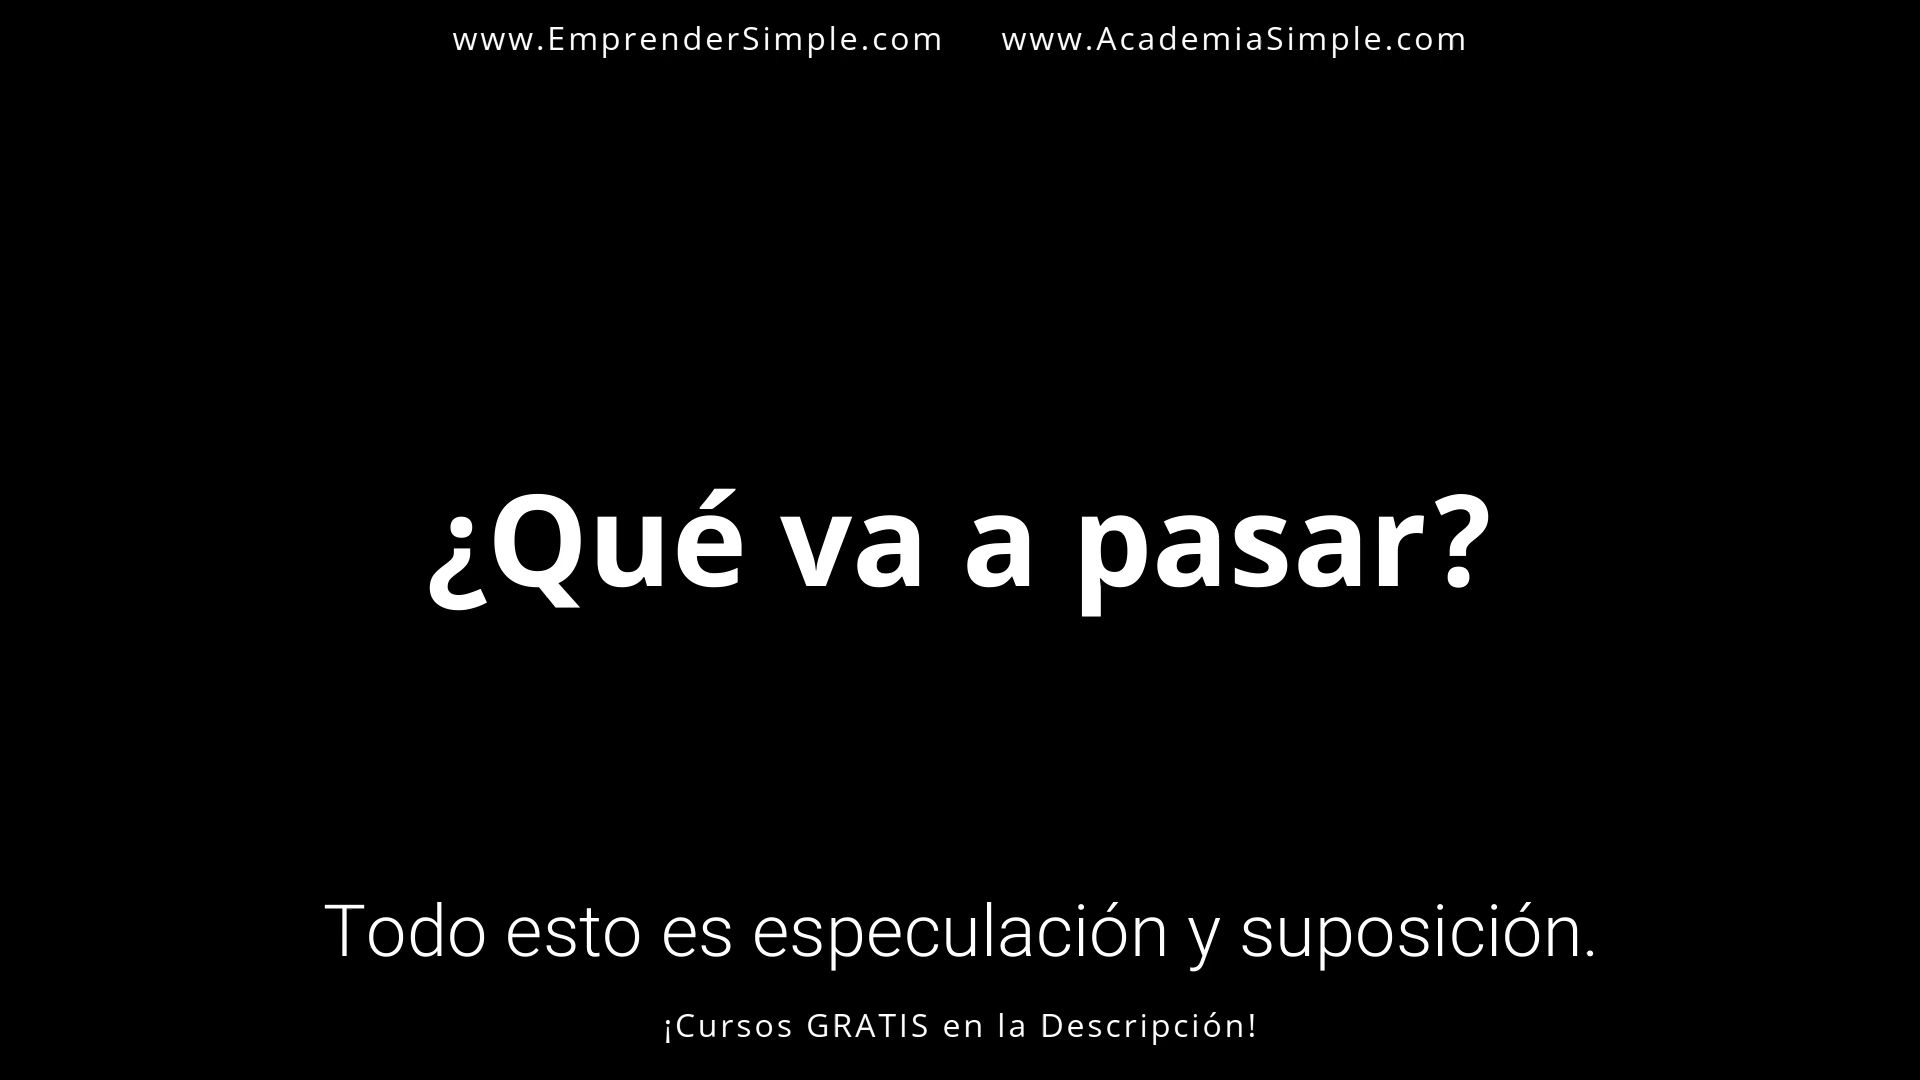 www.EmprenderSimple.com www.AcademiaSimple.com
¿Qué va a pasar?
Todo esto es especulación y suposición.
¡Cursos GRATIS en la Descripción!